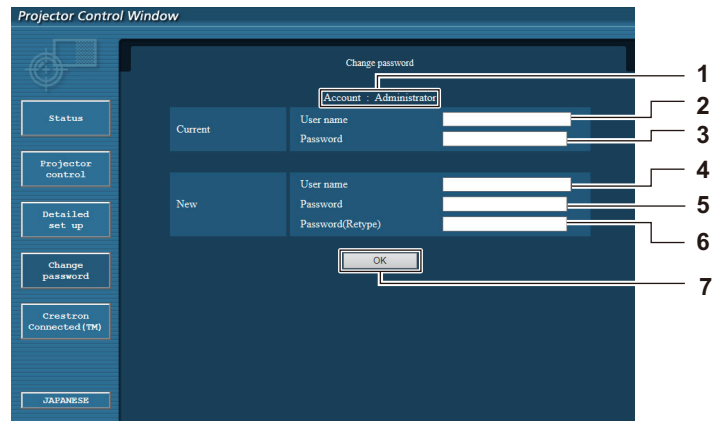 Projector Control Window
Change password
Account : Administrator
Status
Projector
control
Detailed
set up
Change
password
Crestron
Connected(TM)
JAPANESE
Current
User name
Password
New
User name
Password
Password(Retype)
OK
1
2
3
4
5
6
7